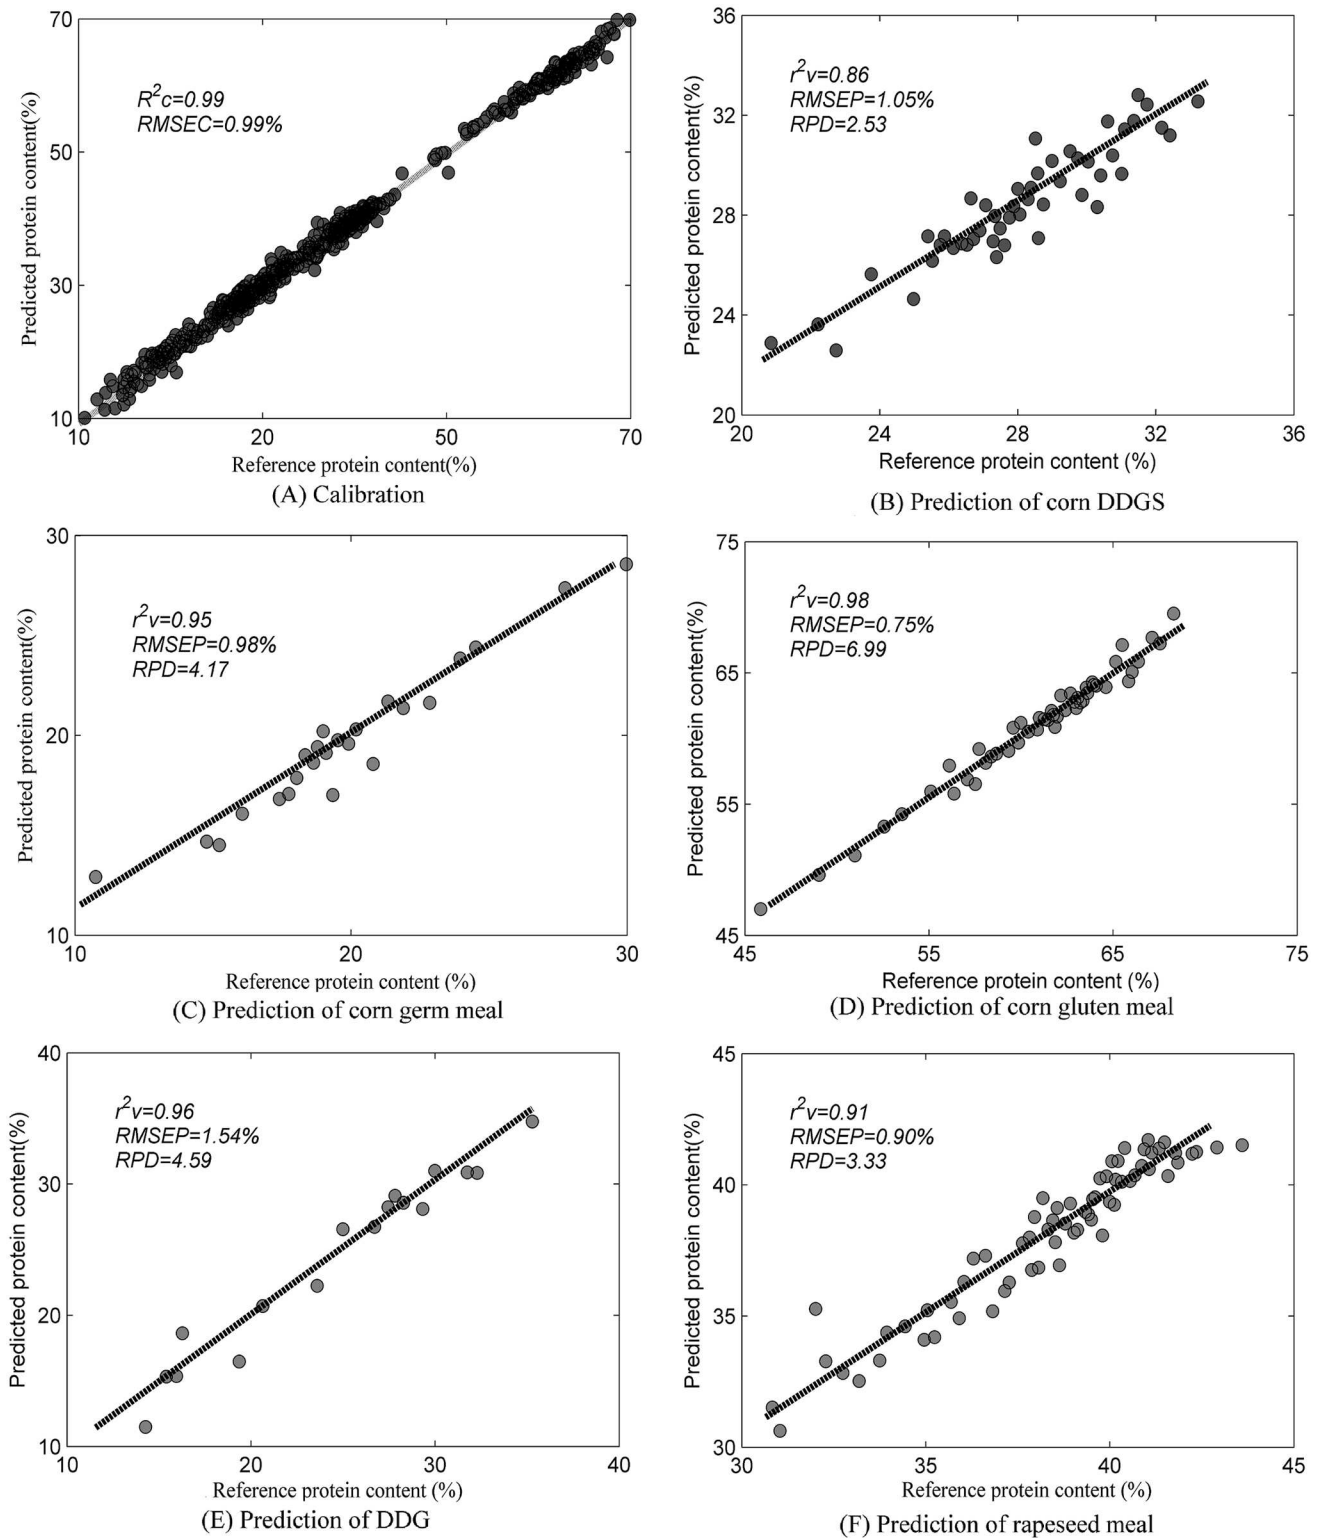 70
50
30
10
10
20
50
70
Predicted protein content(%)
R²c=0.99
RMSEC=0.99%
Reference protein content(%)
(A) Calibration
36
32
28
24
20
20
24
28
32
36
Predicted protein content(%)
r²v=0.86
RMSEP=1.05%
RPD=2.53
Reference protein content (%)
(B) Prediction of corn DDGS
30
20
10
10
20
30
Predicted protein content(%)
r²v=0.95
RMSEP=0.98%
RPD=4.17
Reference protein content (%)
(C) Prediction of corn germ meal
75
65
55
45
45
55
65
75
Predicted protein content(%)
r²v=0.98
RMSEP=0.75%
RPD=6.99
Reference protein content (%)
(D) Prediction of corn gluten meal
40
30
20
10
10
20
30
40
Predicted protein content(%)
r²v=0.96
RMSEP=1.54%
RPD=4.59
Reference protein content (%)
(E) Prediction of DDG
45
40
35
30
30
35
40
45
Predicted protein content(%)
r²v=0.91
RMSEP=0.90%
RPD=3.33
Reference protein content (%)
(F) Prediction of rapeseed meal